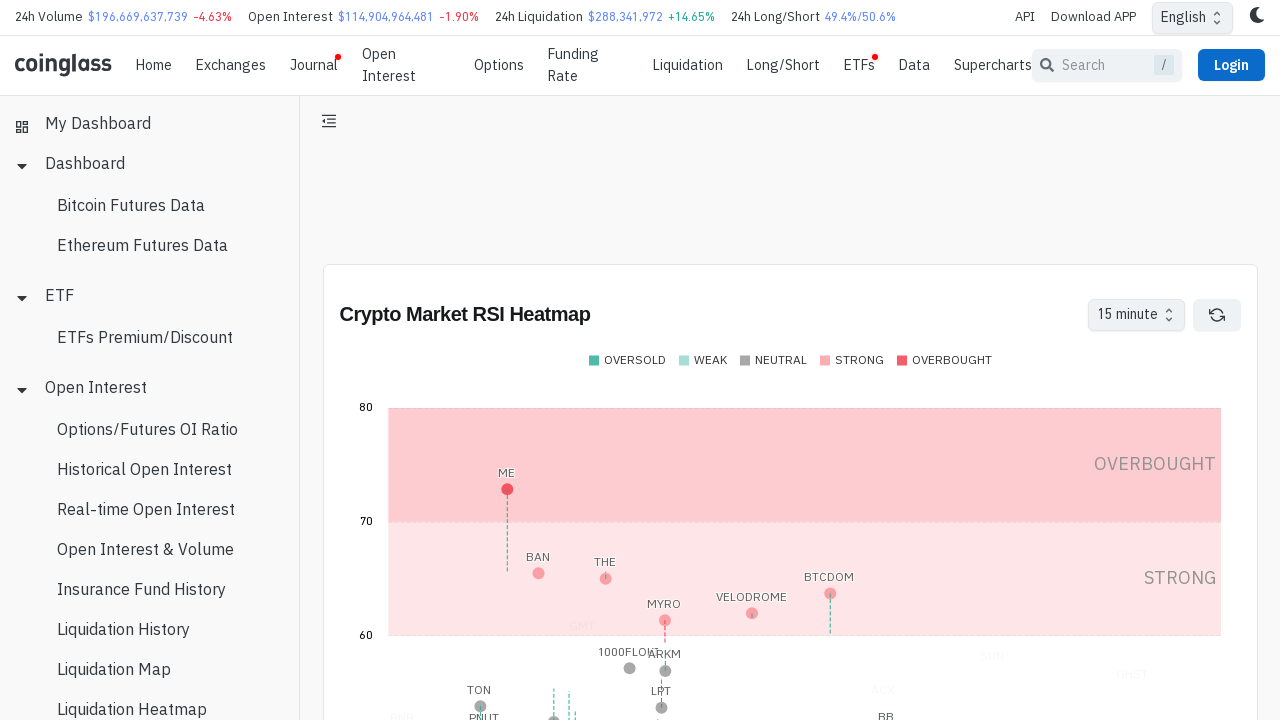 24h Volume $196,669,637,739 -4.63% Open Interest $114,904,964,481 -1.90% 24h Liquidation $288,341,972 +14.65% 24h Long/Short 49.4%/50.6% API Download APP English
coinglass Home Exchanges Journal Open Interest Options Funding Rate Liquidation Long/Short ETFs Data Supercharts Search / Login
My Dashboard
Dashboard
Bitcoin Futures Data
Ethereum Futures Data
ETF
ETFs Premium/Discount
Open Interest
Options/Futures OI Ratio
Historical Open Interest
Real-time Open Interest
Open Interest & Volume
Insurance Fund History
Liquidation History
Liquidation Map
Liquidation Heatmap
Crypto Market RSI Heatmap 15 minute
OVERSOLD WEAK NEUTRAL STRONG OVERBOUGHT
80
OVERBOUGHT
ME
70
BAN
THE
BTCDOM
STRONG
VELODROME
MYRO
GMT
60
ARKM
SUN
GHST
TON
LPT
ACX
BNB
PNUT
BB